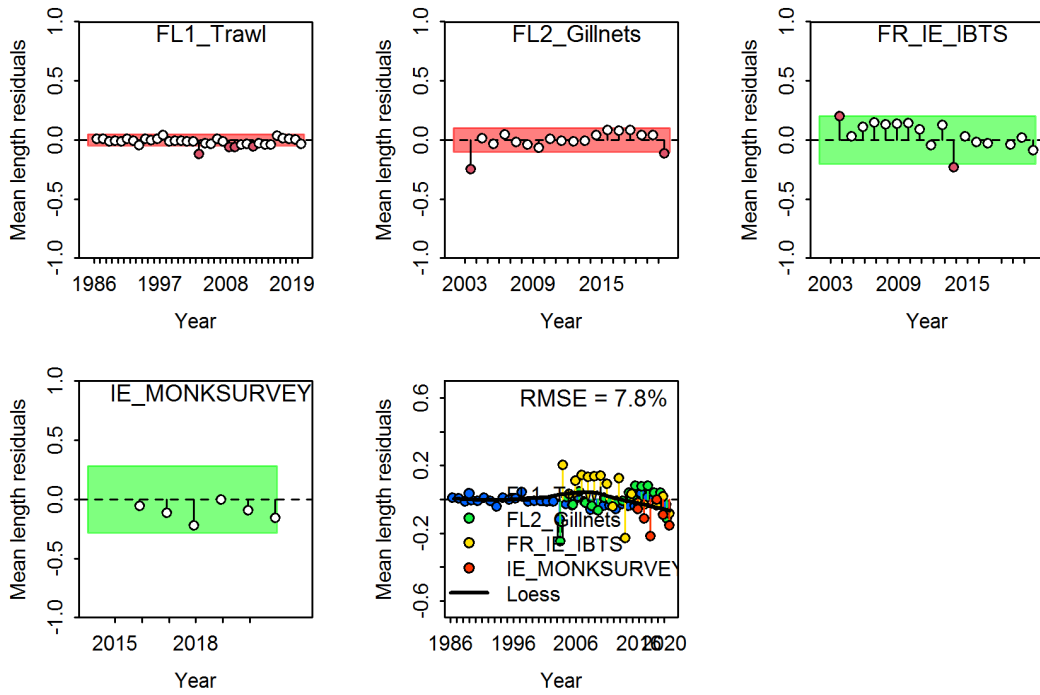 FL1_Trawl
Mean length residuals
1.0
0.5
0.0
-0.5
-1.0
1986 1997 2008 2019
Year
FL2_Gillnets
Mean length residuals
1.0
0.5
0.0
-0.5
-1.0
2003 2009 2015
Year
FR_IE_IBTS
Mean length residuals
1.0
0.5
0.0
-0.5
-1.0
2003 2009 2015
Year
IE_MONKSURVEY
Mean length residuals
1.0
0.5
0.0
-0.5
-1.0
2015 2018
Year
RMSE = 7.8%
Mean length residuals
0.6
0.2
-0.2
-0.6
FL1_Trawl
FL2_Gillnets
FR_IE_IBTS
IE_MONKSURVEY
Loess
1986 1996 2006 2016 2020
Year